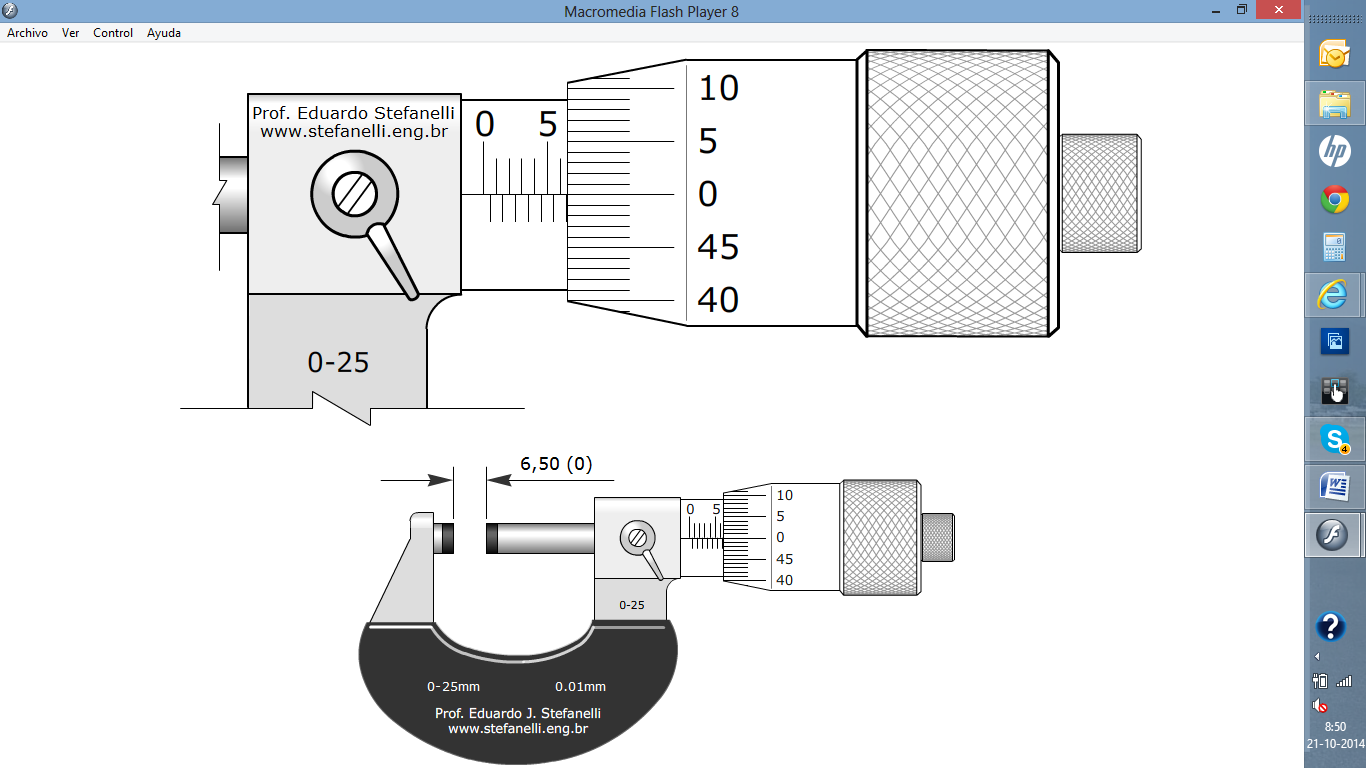 Macromedia Flash Player 8
Archivo Ver Control Ayuda
Prof. Eduardo Stefanelli
www.stefanelli.eng.br
0 5
10
5
0
45
40
0-25
6,50 (0)
0 5
10
5
0
45
40
0-25
0-25mm 0.01mm
Prof. Eduardo J. Stefanelli
www.stefanelli.eng.br
hp
4
8:50
21-10-2014